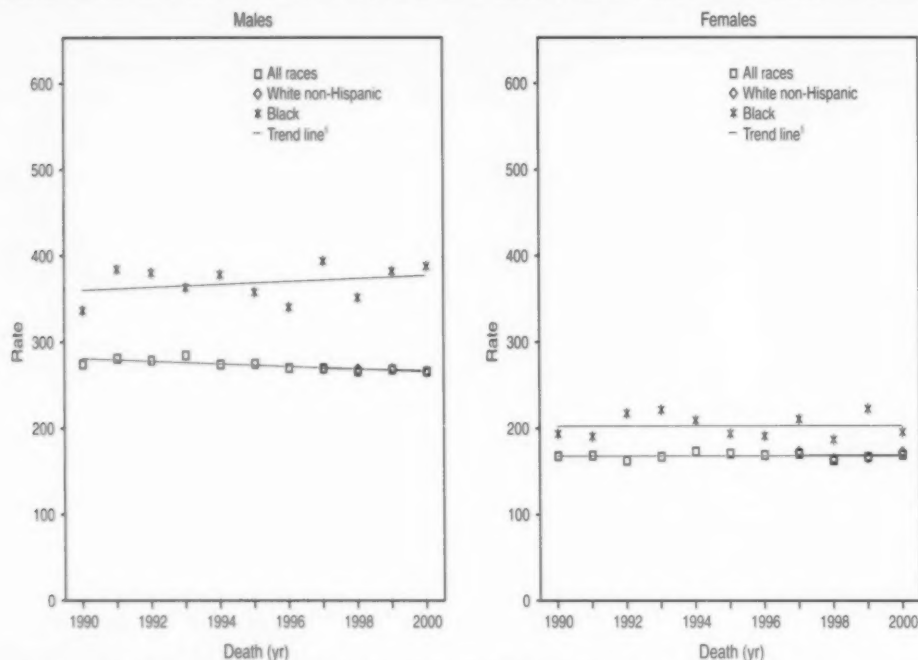 Males
600
500
400
300
200
100
0
Rate
All races
White non-Hispanic
Black
Trend line§
1990 1992 1994 1996 1998 2000
Death (yr)
Females
600
500
400
300
200
100
0
Rate
All races
White non-Hispanic
Black
Trend line§
1990 1992 1994 1996 1998 2000
Death (yr)